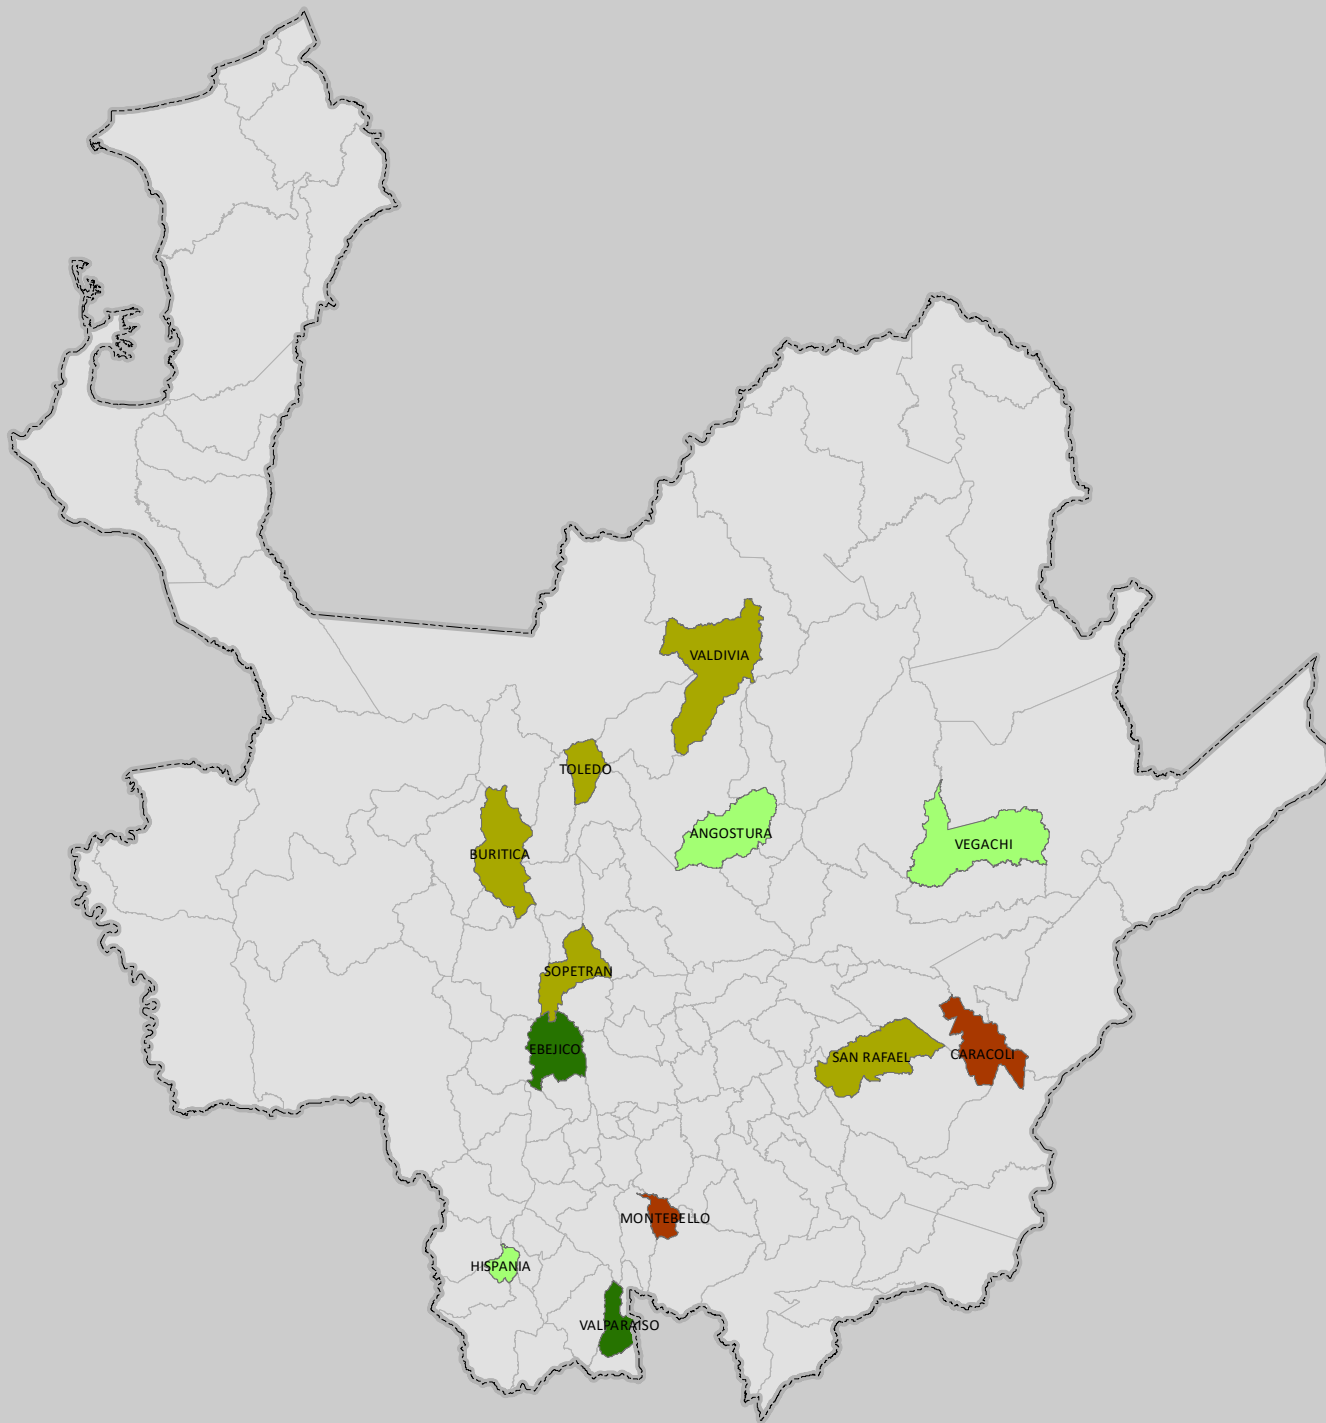 VALDIVIA
TOLEDO
ANGOSTURA
VEGACHI
BURITICA
SOPETRAN
EBEJICO
SAN RAFAEL
CARACOLI
MONTEBELLO
HISPANIA
VALPARAISO